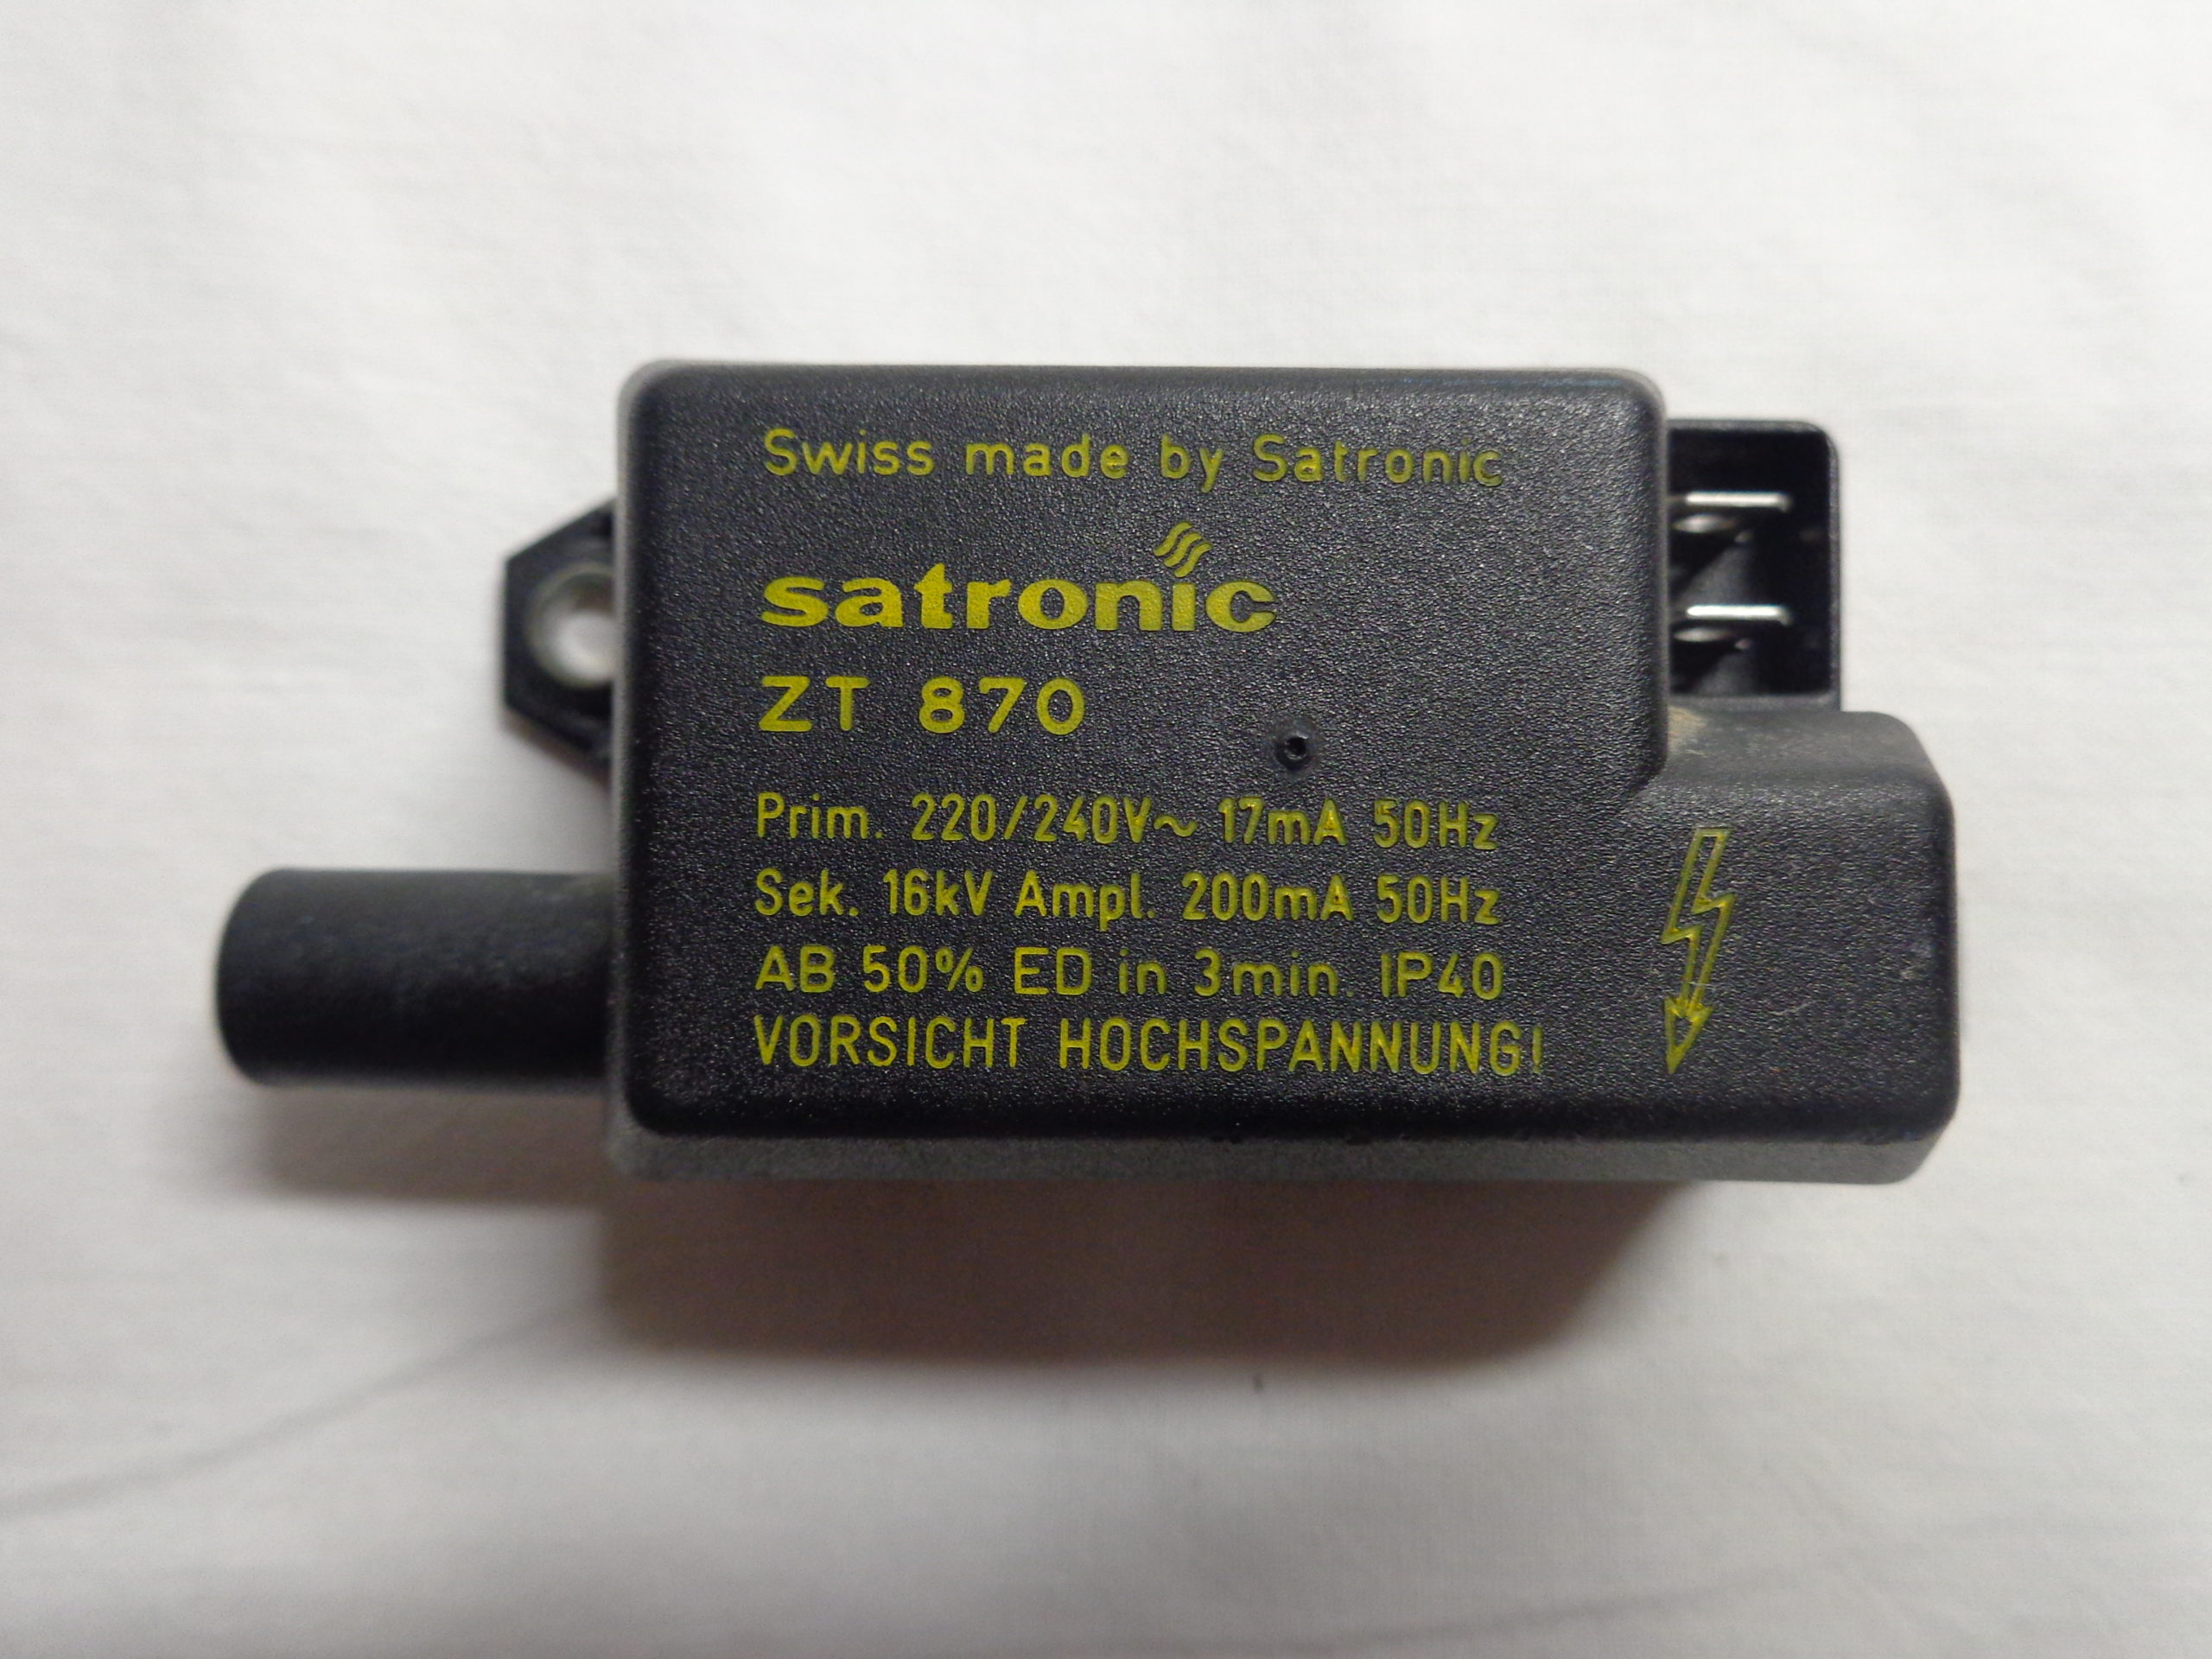 Swiss made by Satronic
satronic
ZT 870
Prim. 220/240V~ 17mA 50Hz
Sek. 16kV Ampl. 200mA 50Hz
AB 50% ED in 3min. IP40
VORSICHT HOCHSPANNUNG!